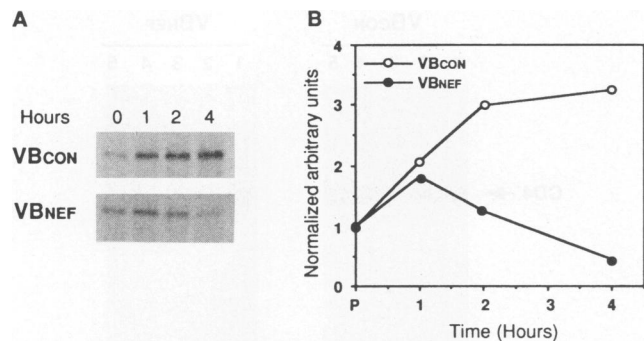 A
Hours 0 1 2 4
VBCON
VBNEF
B
Normalized arbitrary units
4
3
2
1
0
VBCON
VBNEF
P 1 2 3 4
Time (Hours)